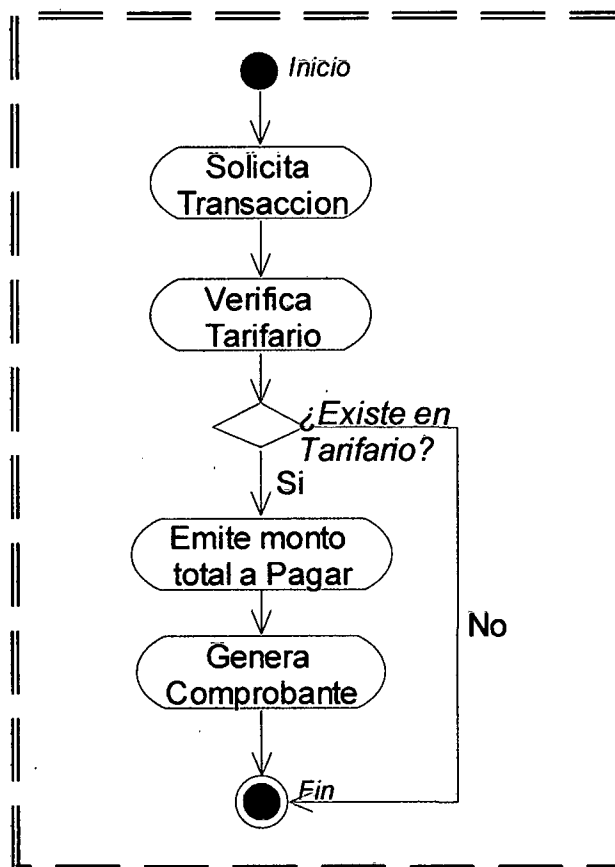 Inicio
Solicita
Transaccion
Verifica
Tarifario
¿Existe en
Tarifario?
Si
Emite monto
total a Pagar
No
Genera
Comprobante
Fin